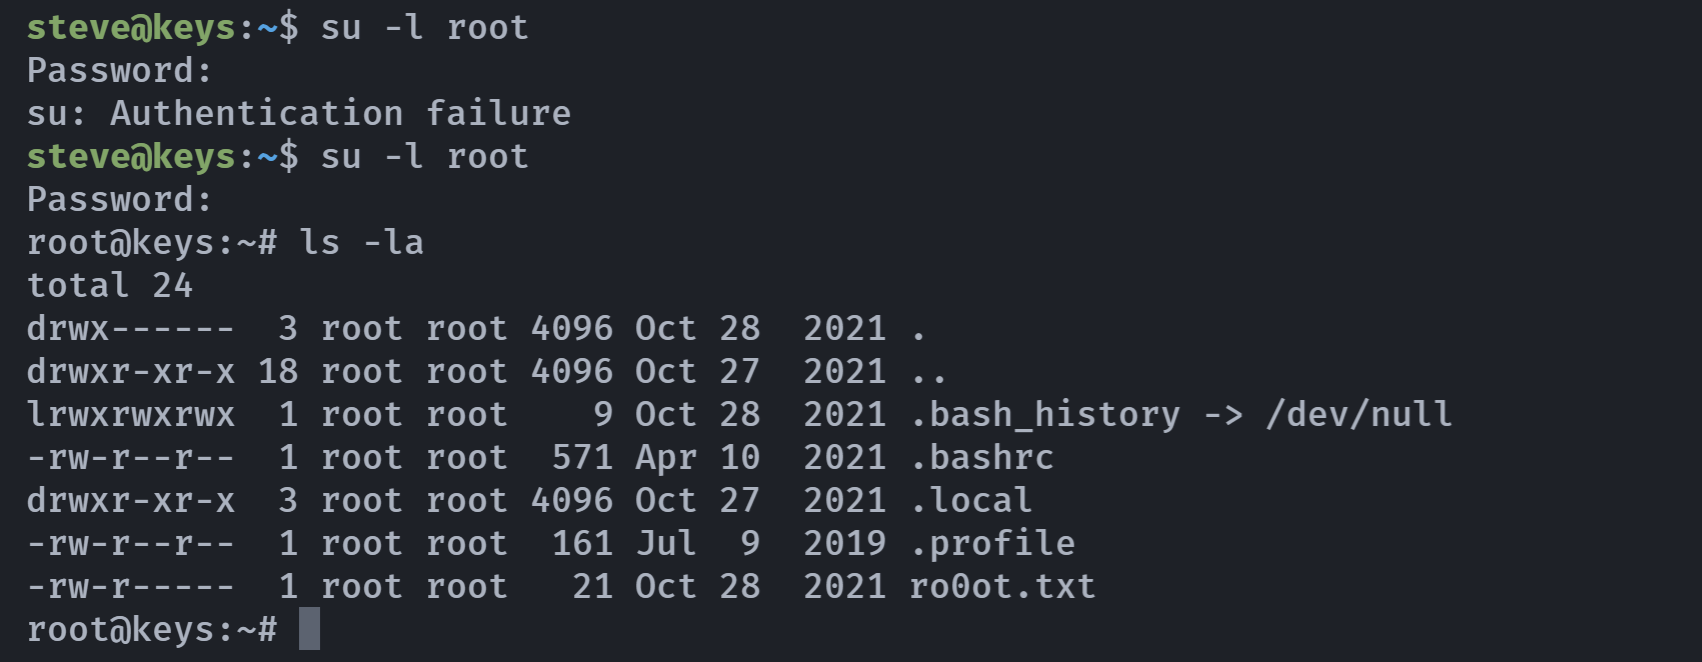 steve@keys:~$ su -l root
Password:
su: Authentication failure
steve@keys:~$ su -l root
Password:
root@keys:~# ls -la
total 24
drwx------  3 root root 4096 Oct 28  2021 .
drwxr-xr-x 18 root root 4096 Oct 27  2021 ..
lrwxrwxrwx  1 root root    9 Oct 28  2021 .bash_history -> /dev/null
-rw-r--r--  1 root root  571 Apr 10  2021 .bashrc
drwxr-xr-x  3 root root 4096 Oct 27  2021 .local
-rw-r--r--  1 root root  161 Jul  9  2019 .profile
-rw-r-----  1 root root   21 Oct 28  2021 ro0ot.txt
root@keys:~#